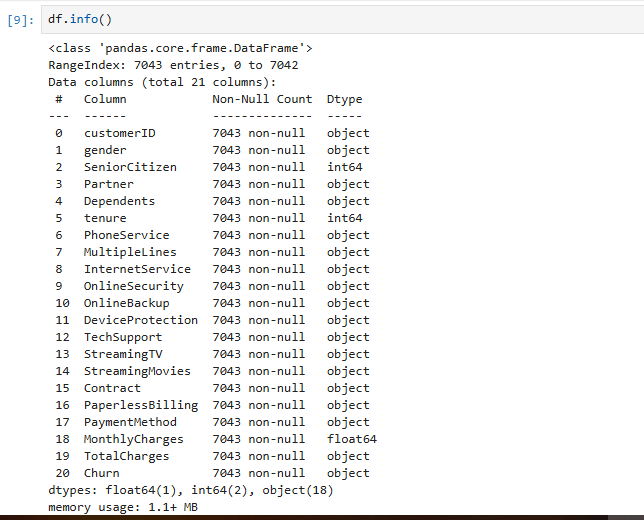 [9]: df.info()
<class 'pandas.core.frame.DataFrame'>
RangeIndex: 7043 entries, 0 to 7042
Data columns (total 21 columns):
 #   Column            Non-Null Count  Dtype
---  ------            --------------  -----
 0   customerID        7043 non-null   object
 1   gender            7043 non-null   object
 2   SeniorCitizen     7043 non-null   int64
 3   Partner           7043 non-null   object
 4   Dependents        7043 non-null   object
 5   tenure            7043 non-null   int64
 6   PhoneService      7043 non-null   object
 7   MultipleLines     7043 non-null   object
 8   InternetService   7043 non-null   object
 9   OnlineSecurity    7043 non-null   object
 10  OnlineBackup      7043 non-null   object
 11  DeviceProtection  7043 non-null   object
 12  TechSupport       7043 non-null   object
 13  StreamingTV       7043 non-null   object
 14  StreamingMovies   7043 non-null   object
 15  Contract          7043 non-null   object
 16  PaperlessBilling  7043 non-null   object
 17  PaymentMethod     7043 non-null   object
 18  MonthlyCharges    7043 non-null   float64
 19  TotalCharges      7043 non-null   object
 20  Churn             7043 non-null   object
dtypes: float64(1), int64(2), object(18)
memory usage: 1.1+ MB